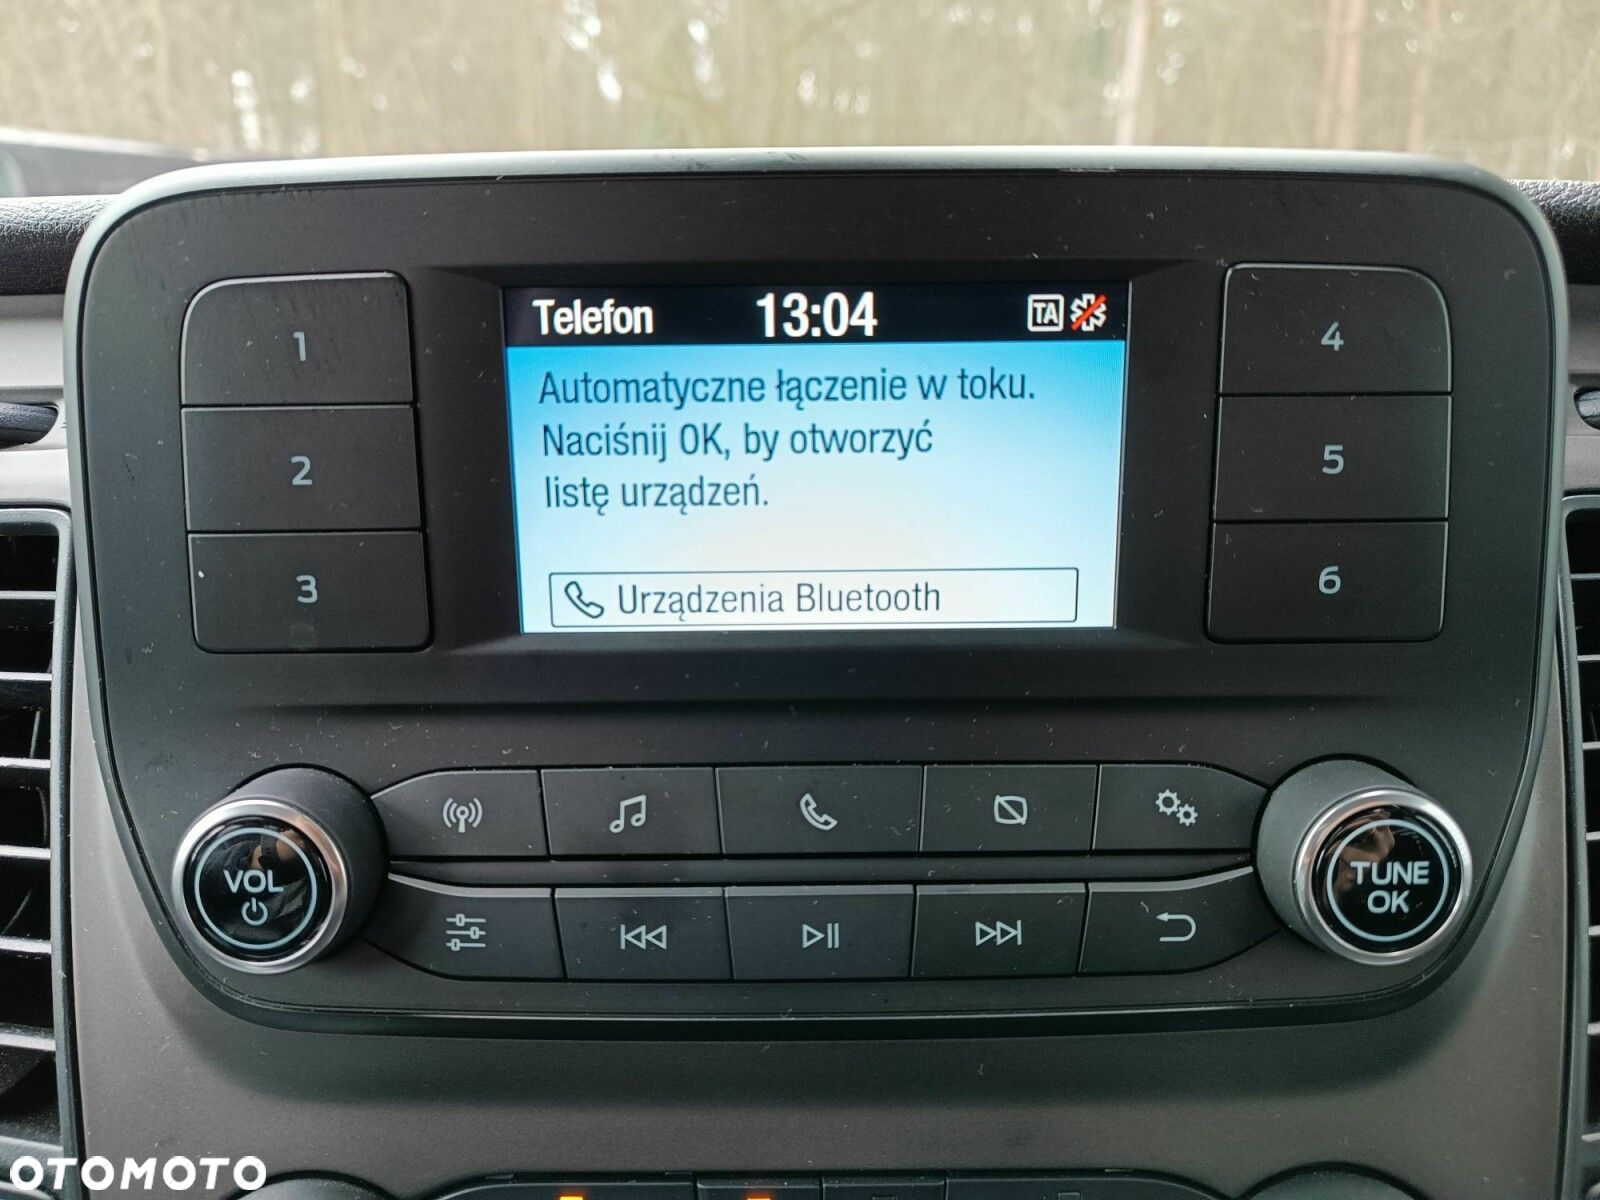 Telefon 13:04 TA
Automatyczne łączenie w toku.
Naciśnij OK, by otworzyć
listę urządzeń.
Urządzenia Bluetooth
1
2
3
4
5
6
VOL
TUNE
OK
OTOMOTO